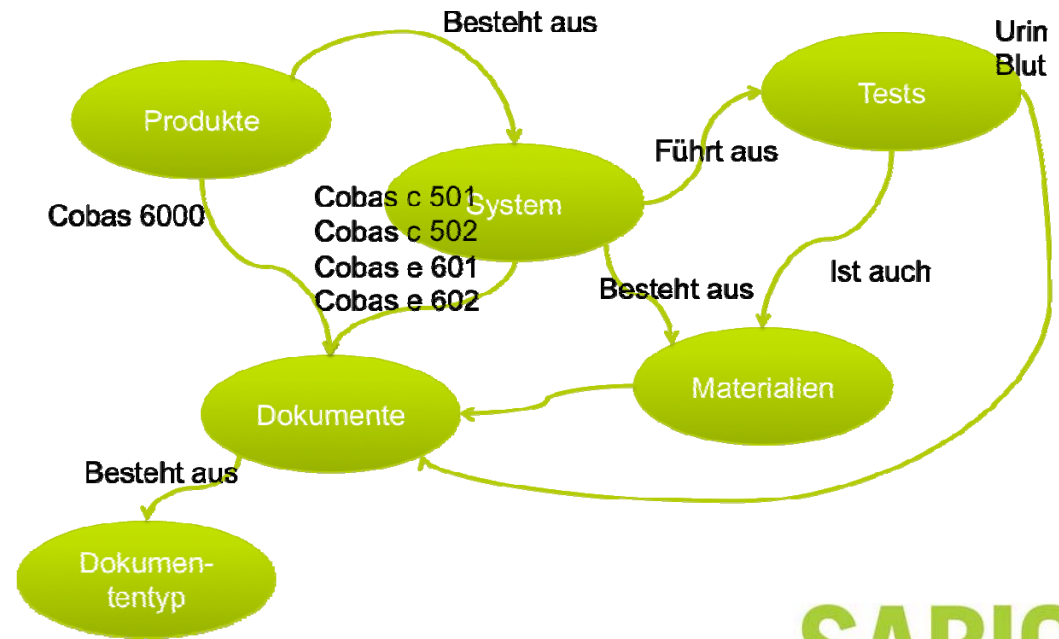 Besteht aus
Urin
Blut
Produkte
Tests
Führt aus
Cobas 6000
System
Cobas c 501
Cobas c 502
Cobas e 601
Cobas e 602
Besteht aus
Ist auch
Dokumente
Materialien
Besteht aus
Dokumen-
tentyp